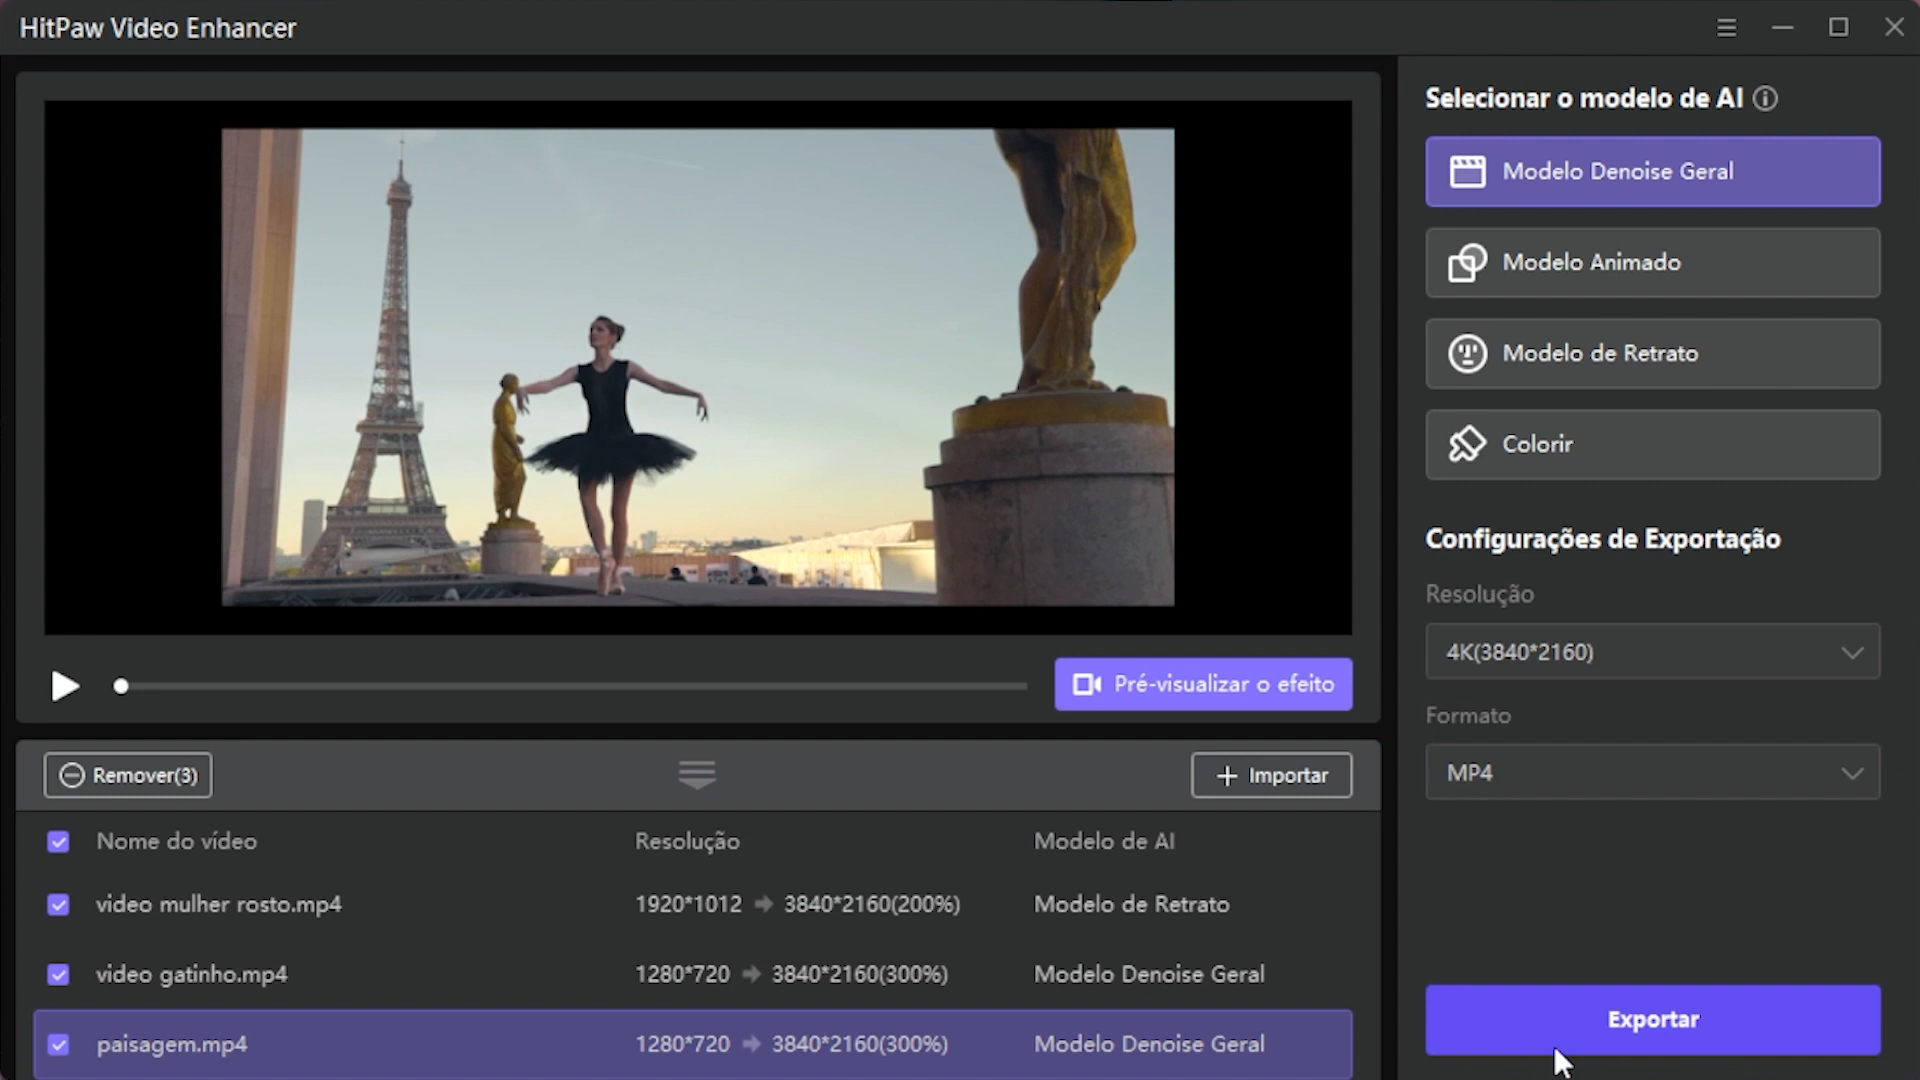 HitPaw Video Enhancer
Selecionar o modelo de AI
Modelo Denoise Geral
Modelo Animado
Modelo de Retrato
Colorir
Configurações de Exportação
Resolução
4K(3840*2160)
Formato
MP4
Exportar
Pré-visualizar o efeito
Remover(3)
Importar
Nome do vídeo Resolução Modelo de AI
video mulher rosto.mp4 1920*1012 → 3840*2160(200%) Modelo de Retrato
video gatinho.mp4 1280*720 → 3840*2160(300%) Modelo Denoise Geral
paisagem.mp4 1280*720 → 3840*2160(300%) Modelo Denoise Geral